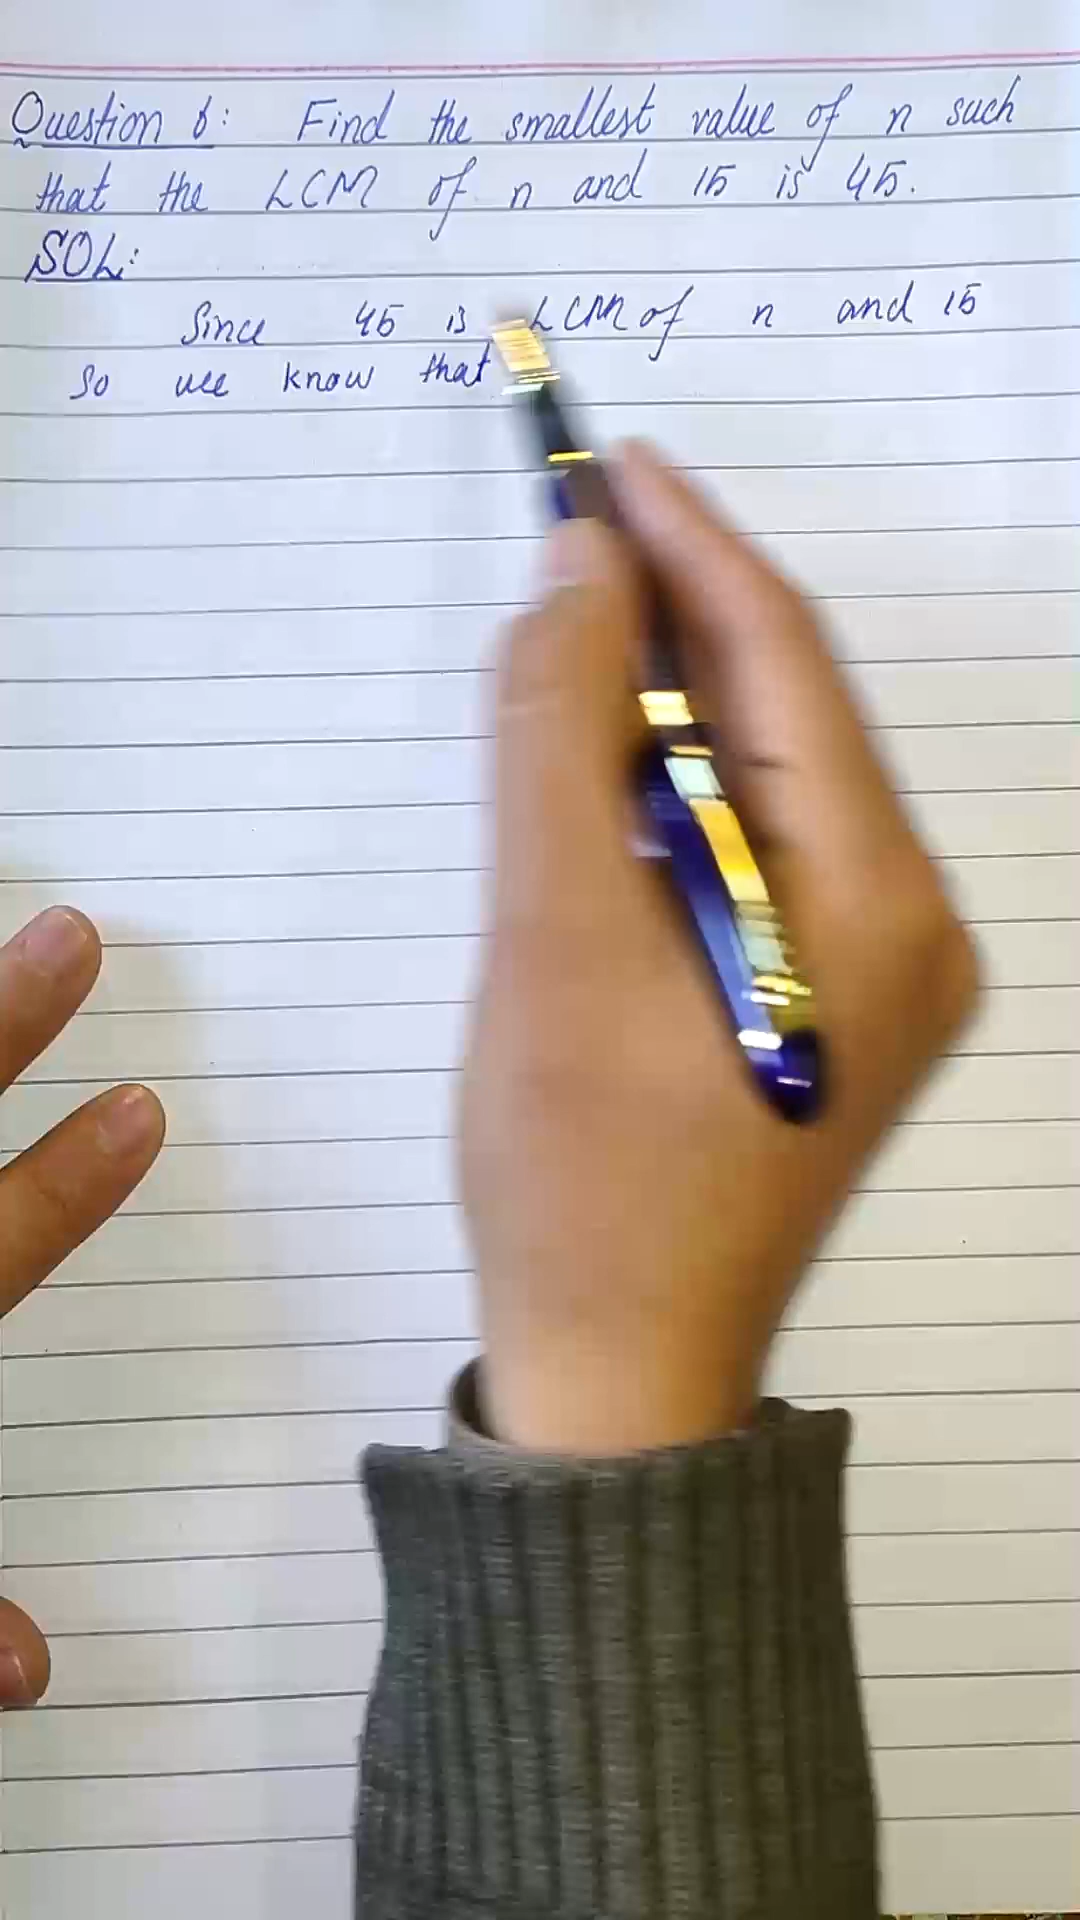 Question 6: Find the smallest value of n such
that the LCM of n and 15 is 45.
SOL:
Since 45 is LCM of n and 15
so we know that